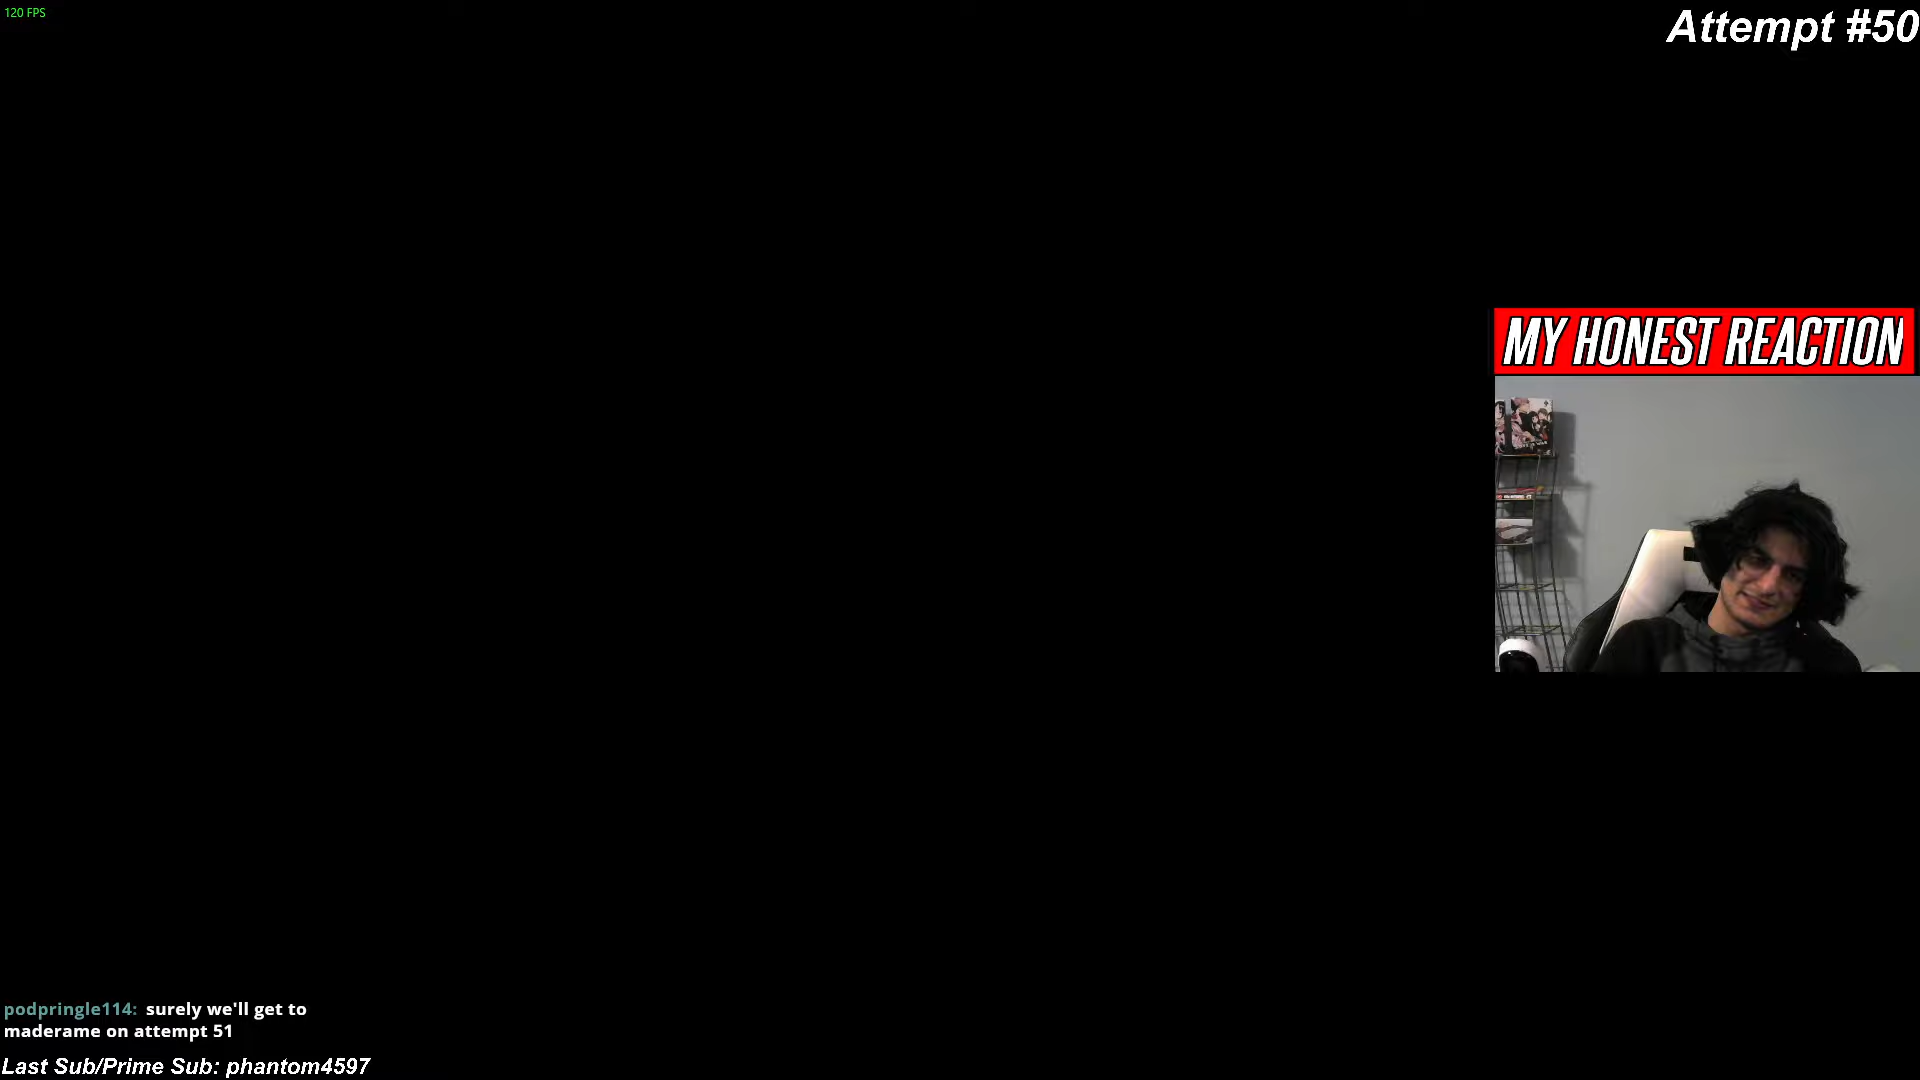 120 FPS
Attempt #50
MY HONEST REACTION
podpringle114: surely we'll get to
maderame on attempt 51
Last Sub/Prime Sub: phantom4597